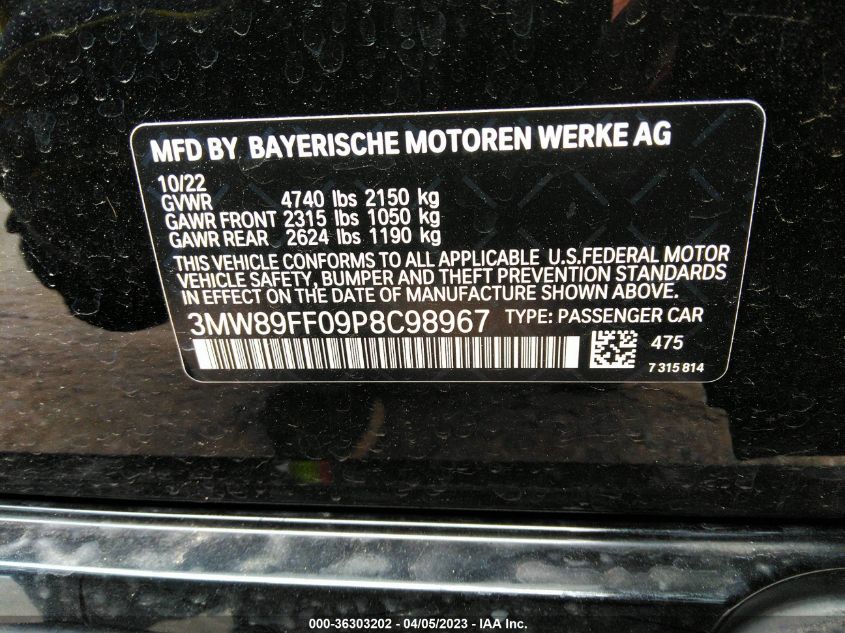 MFD BY BAYERISCHE MOTOREN WERKE AG
10/22
GVWR 4740 lbs 2150 kg
GAWR FRONT 2315 lbs 1050 kg
GAWR REAR 2624 lbs 1190 kg
THIS VEHICLE CONFORMS TO ALL APPLICABLE U.S.FEDERAL MOTOR
VEHICLE SAFETY, BUMPER AND THEFT PREVENTION STANDARDS
IN EFFECT ON THE DATE OF MANUFACTURE SHOWN ABOVE.
3MW89FF09P8C98967 TYPE: PASSENGER CAR
475
7 315 814
000-36303202 - 04/05/2023 - IAA Inc.